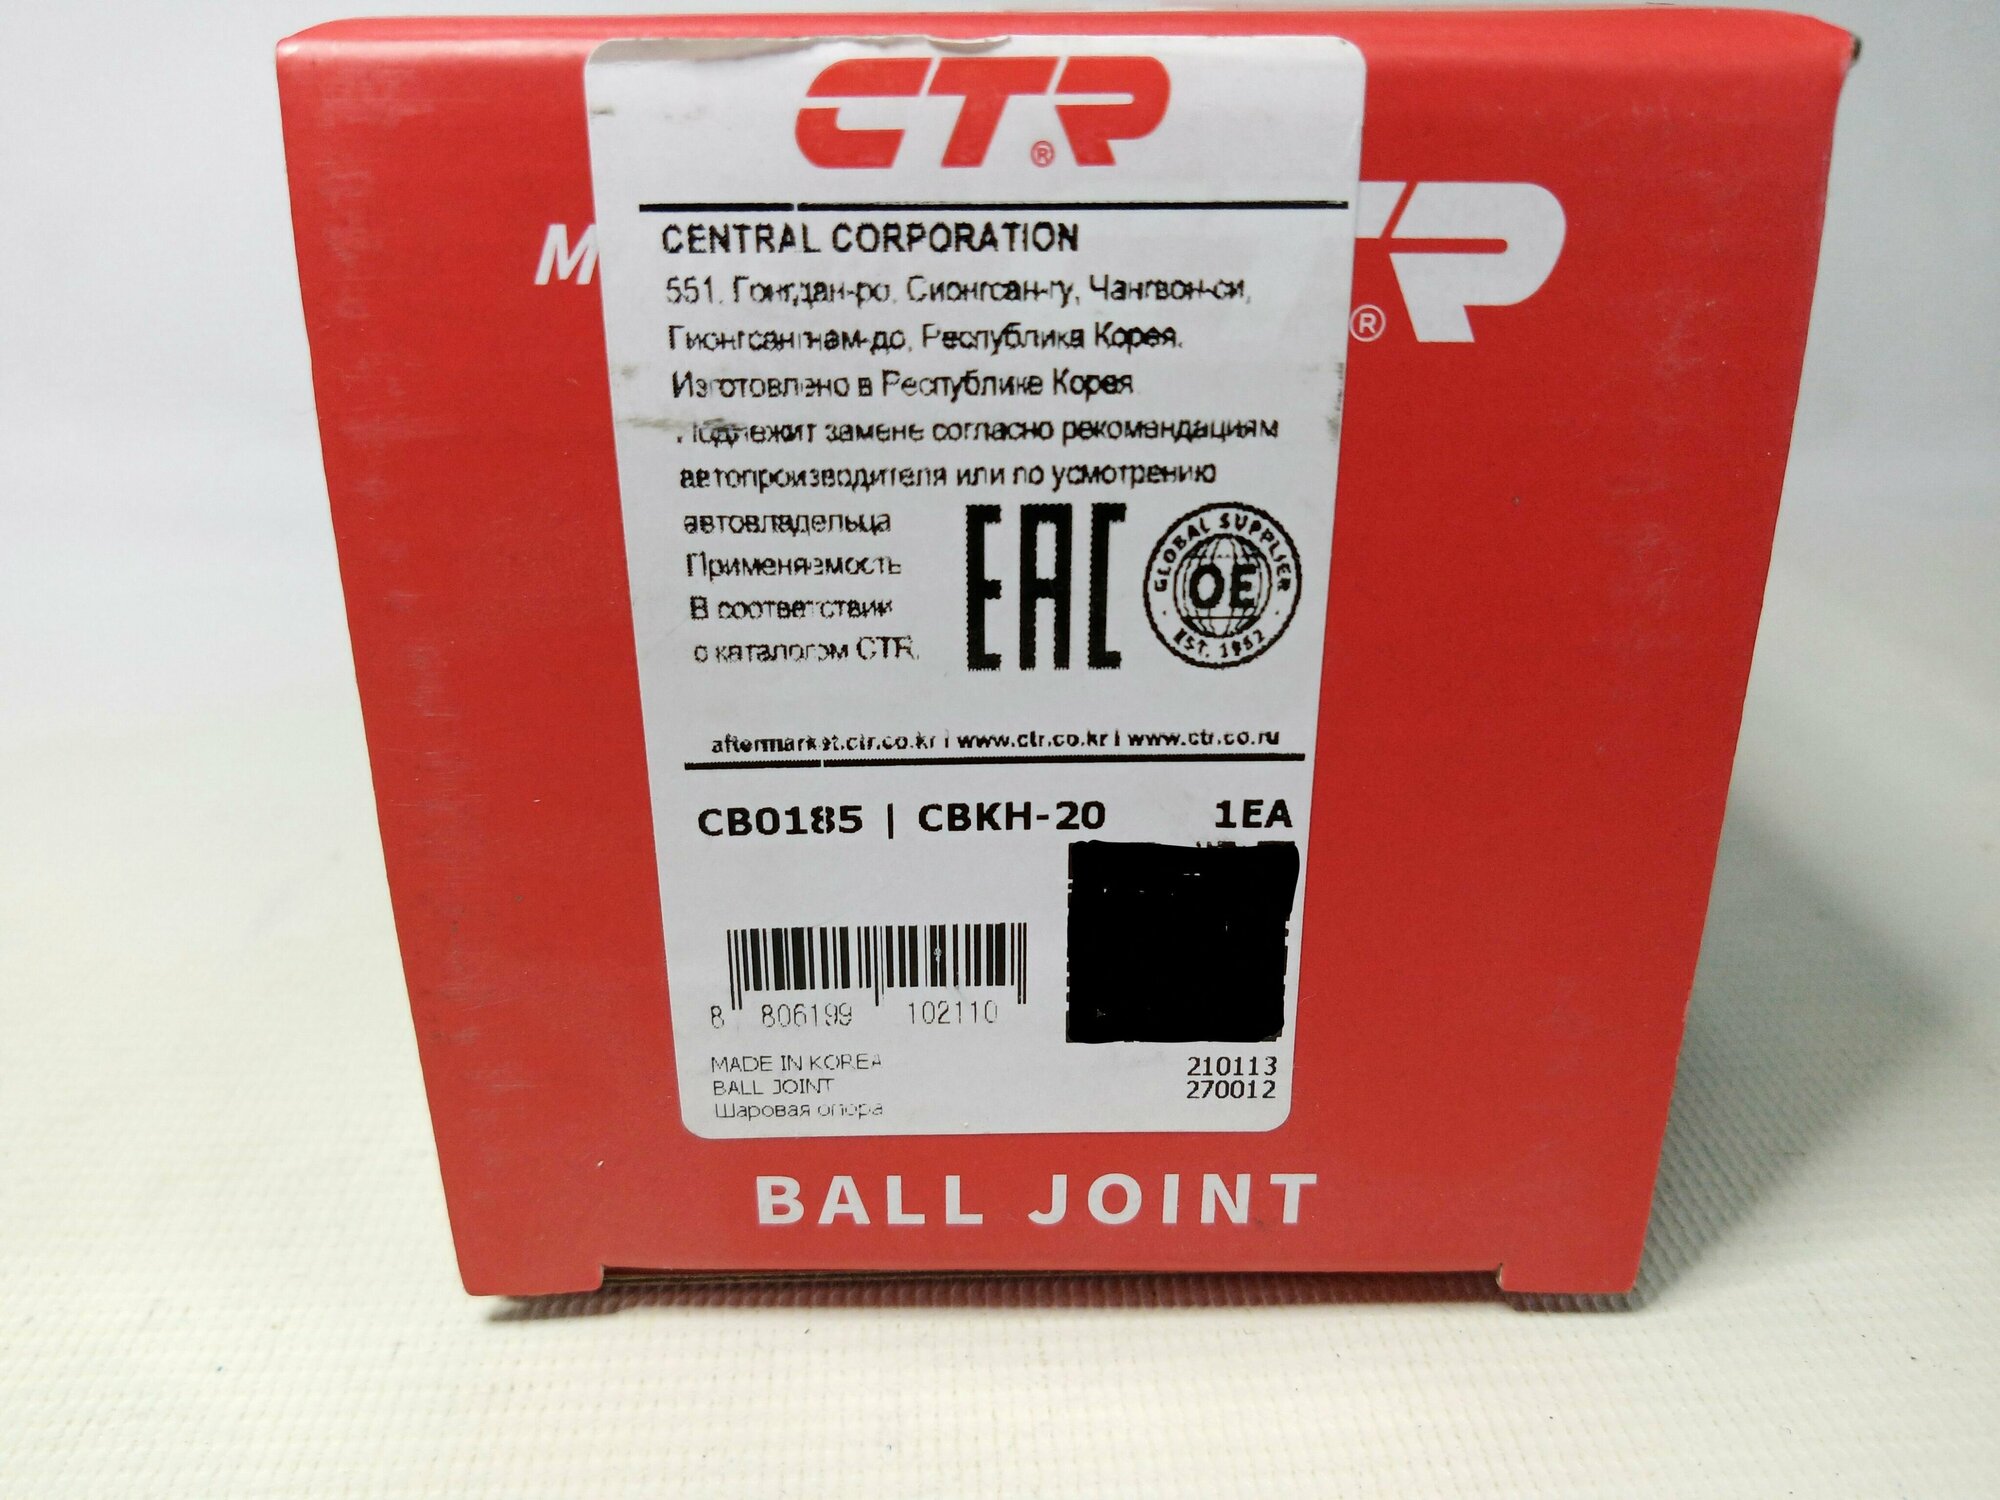 CTR®
M
TR®
CENTRAL CORPORATION
551, Гонгдан-ро, Сионгсан-гу, Чангвон-си,
Гионгсангнам-до, Республика Корея.
Изготовлено в Республике Корея
Подлежит замене согласно рекомендациям
автопроизводителя или по усмотрению
автовладельца
Применяемость
В соответствии
с каталогом CTR.
EAC
GLOBAL SUPPLIER
OE
EST. 1952
aftermarket.ctr.co.kr | www.ctr.co.kr | www.ctr.co.ru
CB0185 | CBKH-20 1EA
8 806199 102110
MADE IN KOREA
BALL JOINT
Шаровая опора
210113
270012
BALL JOINT